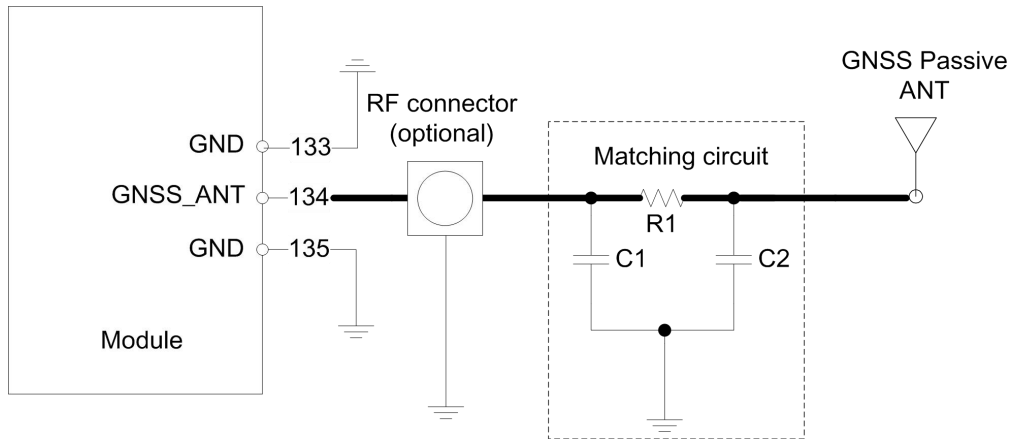 GNSS Passive
ANT
RF connector
(optional)
Matching circuit
GND
133
GNSS_ANT
134
R1
GND
135
C1
C2
Module